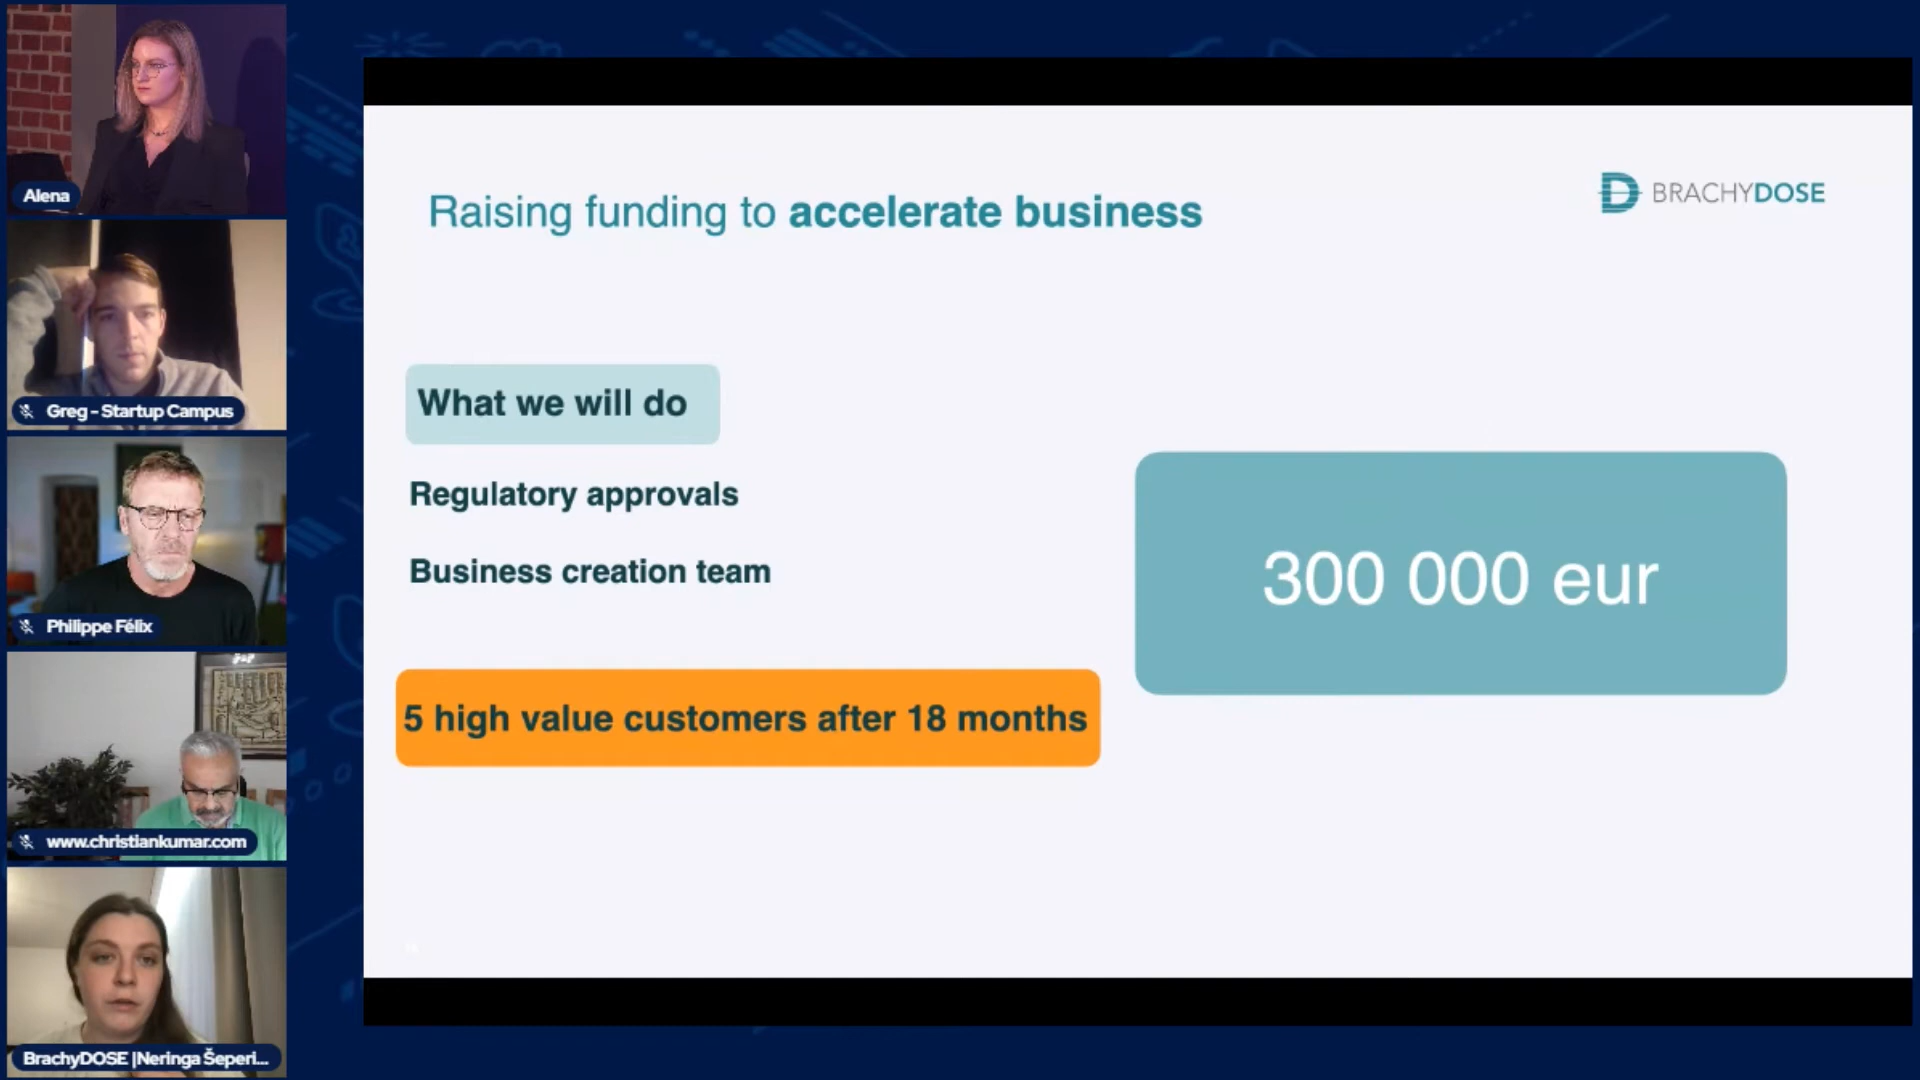 Alena
Greg - Startup Campus
Philippe Félix
www.christiankumar.com
BrachyDOSE |Neringa Šeperi...
Raising funding to accelerate business
BRACHYDOSE
What we will do
Regulatory approvals
Business creation team
300 000 eur
5 high value customers after 18 months